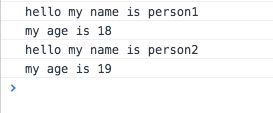 hello my name is person1
my age is 18
hello my name is person2
my age is 19
>